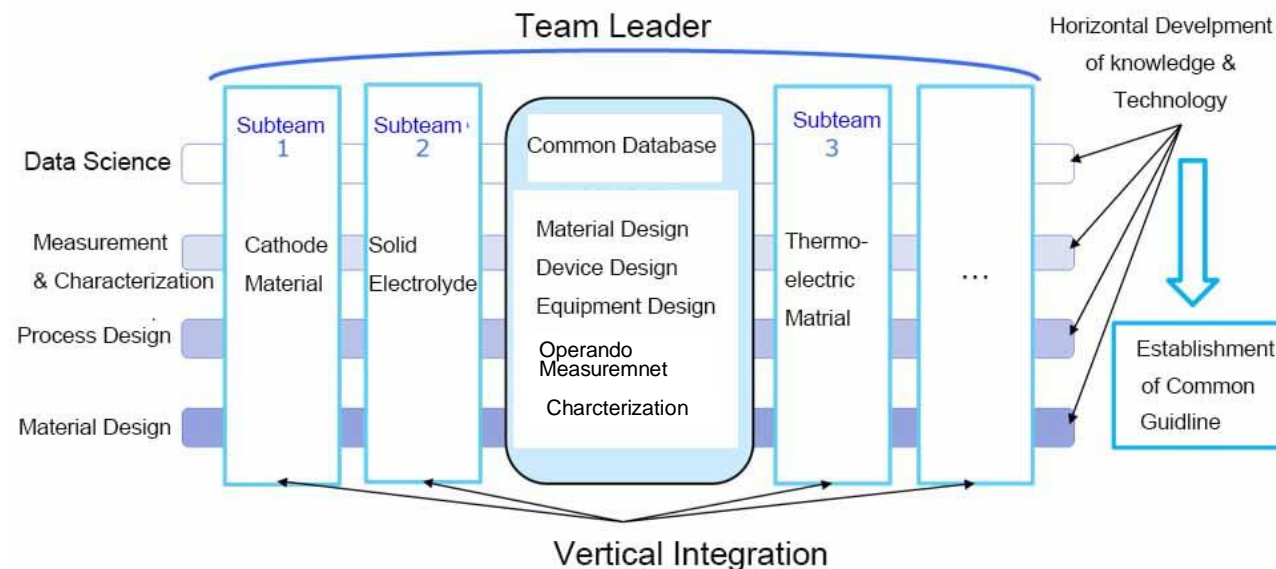 Team Leader
Horizontal Develpment
of knowledge &
Technology
Subteam
1
Subteam
2
Common Database
Subteam
3
Data Science
Measurement
& Characterization
Cathode
Material
Solid
Electrolyde
Material Design
Device Design
Equipment Design
Operando
Measuremnet
Charcterization
Thermo-
electric
Matrial
...
Process Design
Material Design
Establishment
of Common
Guidline
Vertical Integration